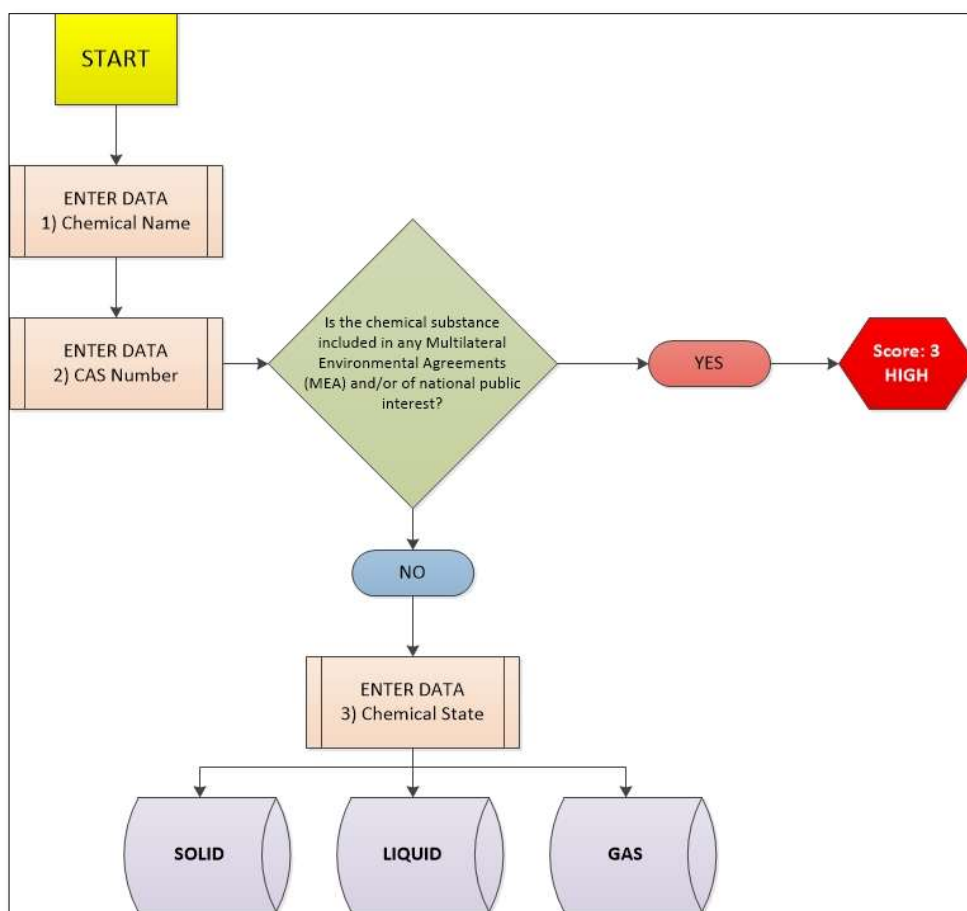 START
ENTER DATA
1) Chemical Name
ENTER DATA
2) CAS Number
Is the chemical substance
included in any Multilateral
Environmental Agreements
(MEA) and/or of national public
interest?
YES
Score: 3
HIGH
NO
ENTER DATA
3) Chemical State
SOLID
LIQUID
GAS